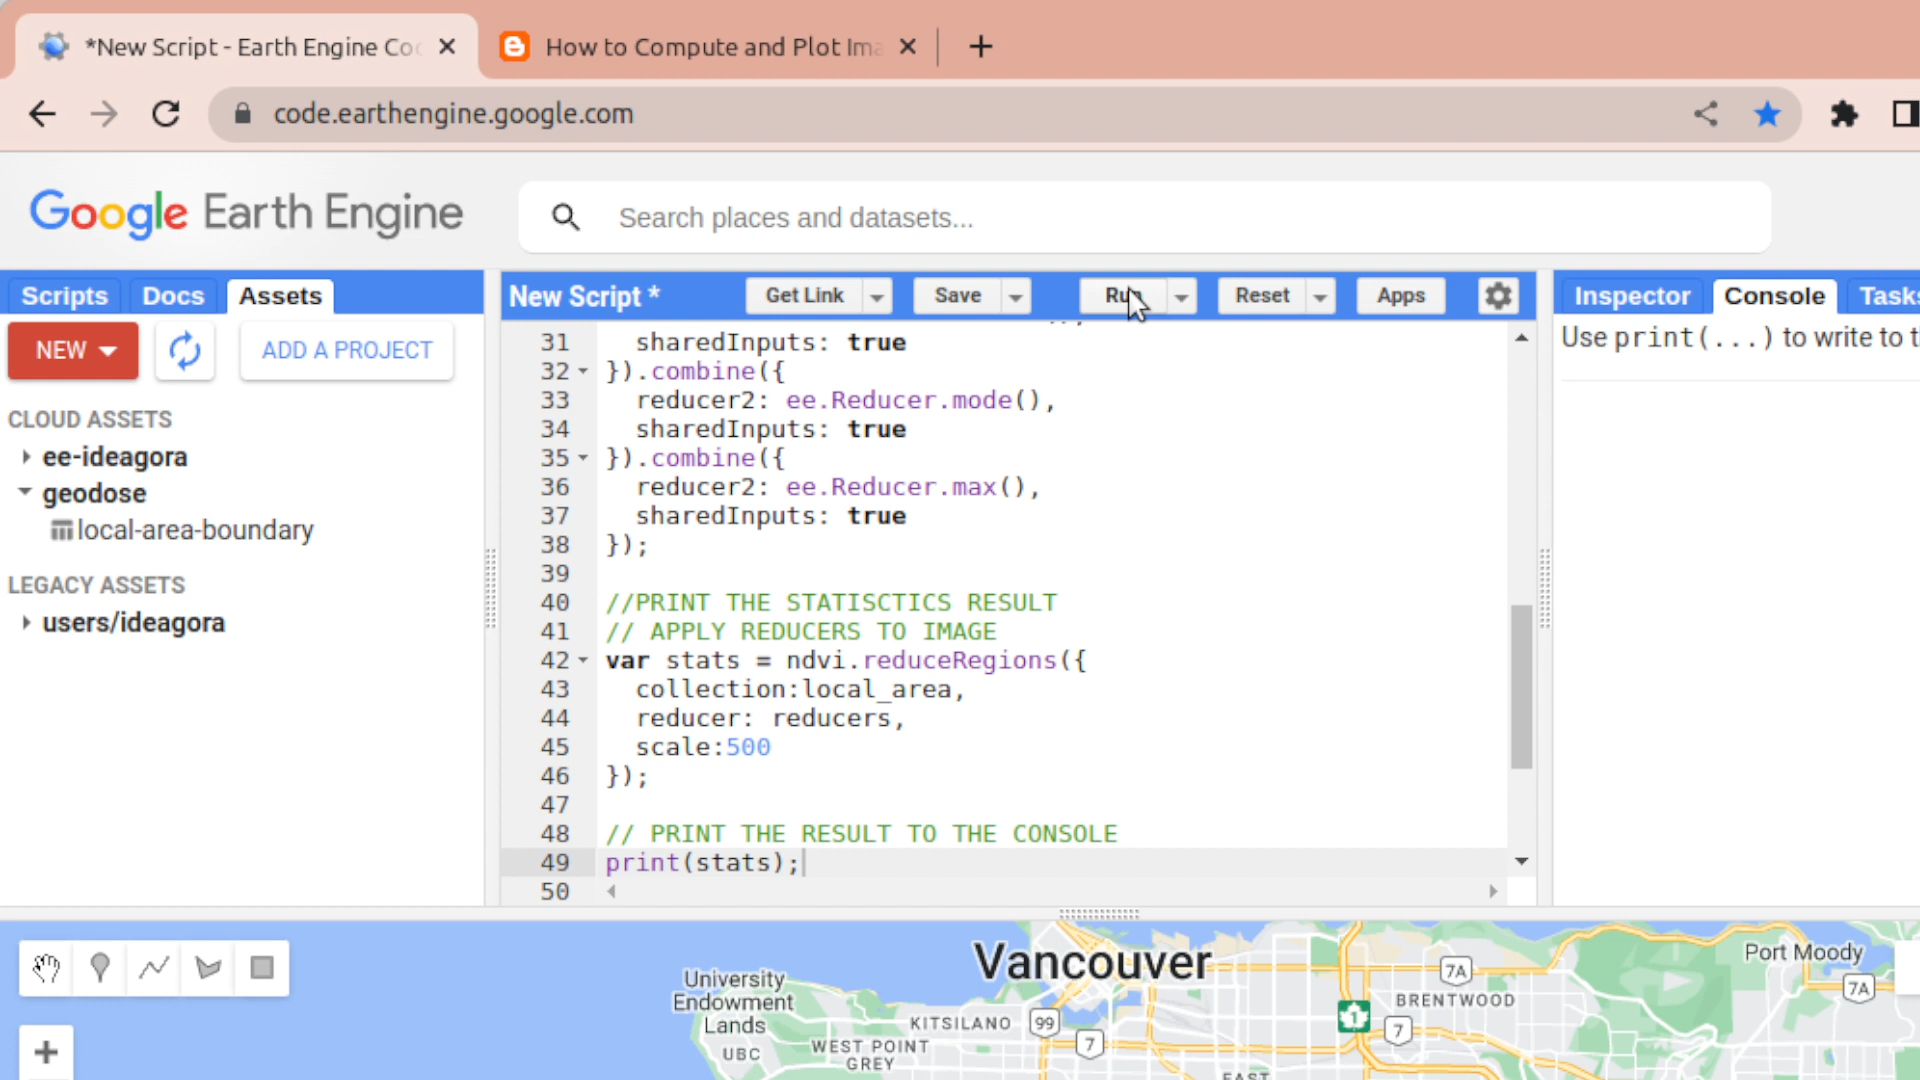 *New Script - Earth Engine Co
How to Compute and Plot Ima
code.earthengine.google.com
Google Earth Engine
Search places and datasets...
Scripts
Docs
Assets
New Script *
Get Link
Save
Run
Reset
Apps
Inspector
Console
Tasks
NEW
ADD A PROJECT
CLOUD ASSETS
ee-ideagora
geodose
local-area-boundary
LEGACY ASSETS
users/ideagora
31 sharedInputs: true
32 }).combine({
33 reducer2: ee.Reducer.mode(),
34 sharedInputs: true
35 }).combine({
36 reducer2: ee.Reducer.max(),
37 sharedInputs: true
38 });
39
40 //PRINT THE STATISCTICS RESULT
41 // APPLY REDUCERS TO IMAGE
42 var stats = ndvi.reduceRegions({
43 collection:local_area,
44 reducer: reducers,
45 scale:500
46 });
47
48 // PRINT THE RESULT TO THE CONSOLE
49 print(stats);
50
Use print(...) to write to t
Vancouver
University
Endowment
Lands
UBC
KITSILANO
99
7
WEST POINT
GREY
7A
BRENTWOOD
1
7
Port Moody
7A
EAST